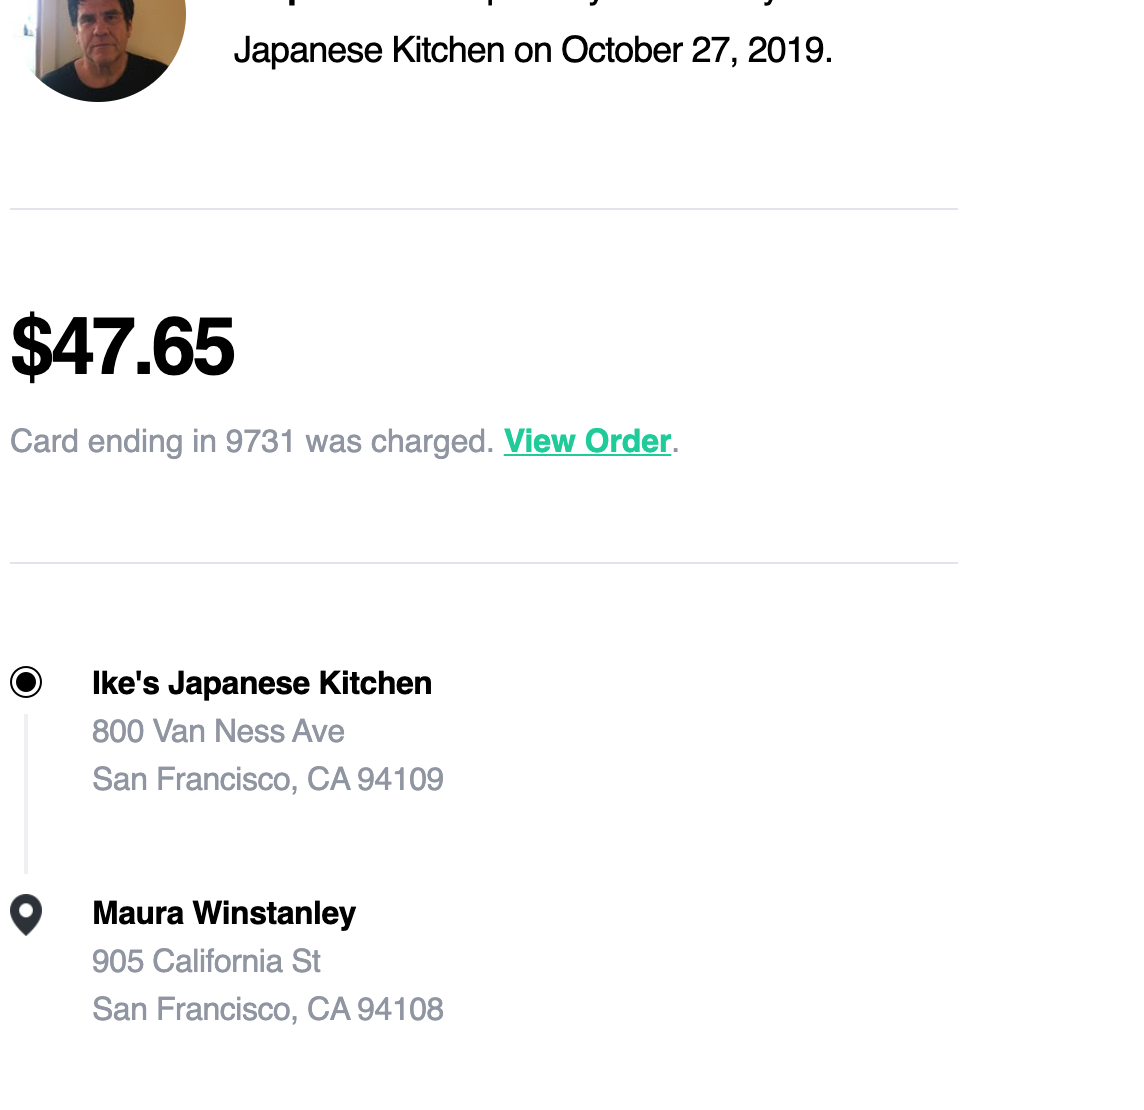 Japanese Kitchen on October 27, 2019.
$47.65
Card ending in 9731 was charged. View Order.
Ike's Japanese Kitchen
800 Van Ness Ave
San Francisco, CA 94109
Maura Winstanley
905 California St
San Francisco, CA 94108